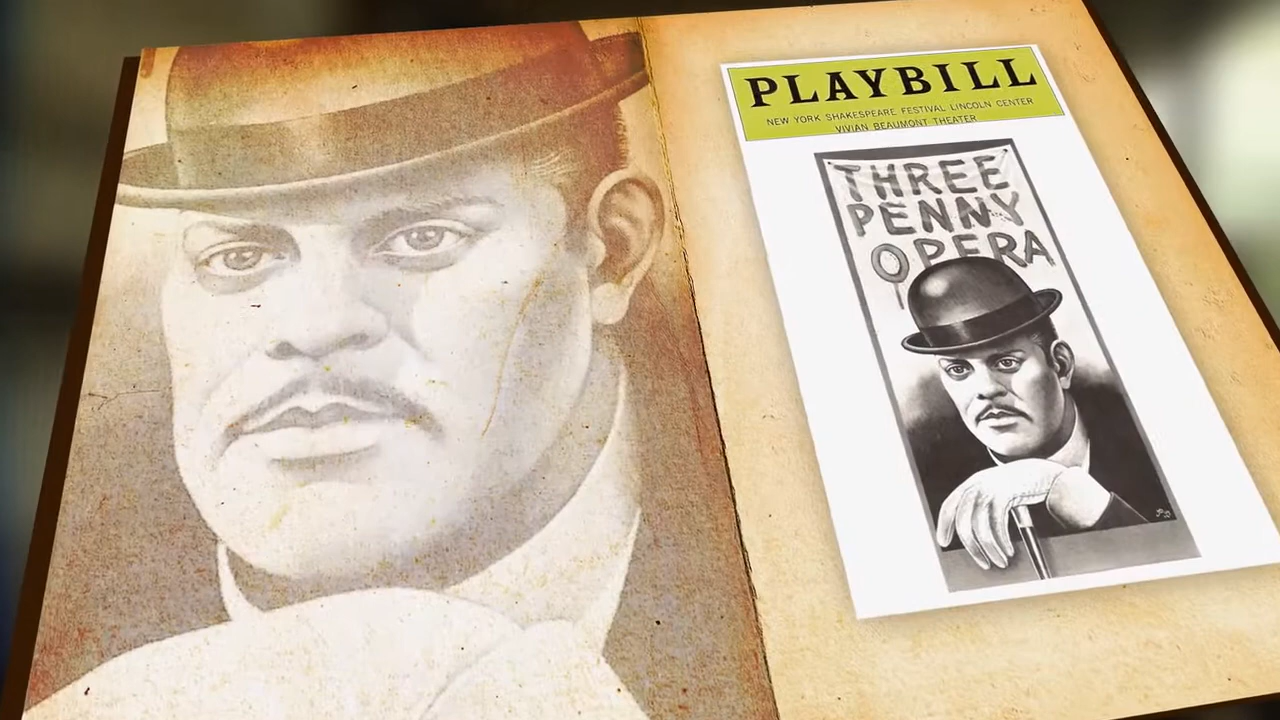 PLAYBILL
NEW YORK SHAKESPEARE FESTIVAL LINCOLN CENTER
VIVIAN BEAUMONT THEATER
THREE
PENNY
OPERA